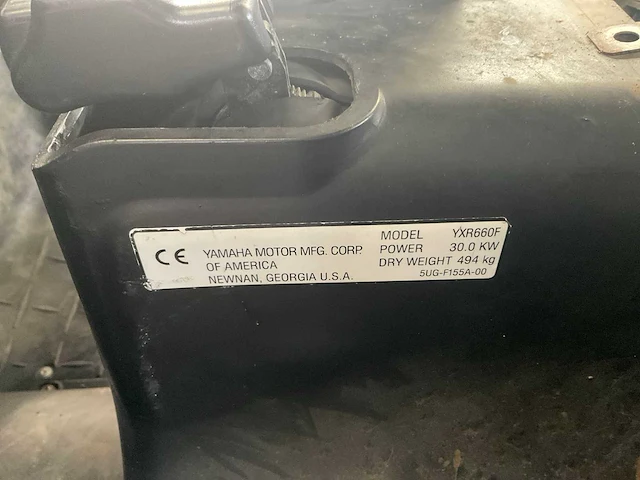 CE YAMAHA MOTOR MFG. CORP.
OF AMERICA
NEWNAN, GEORGIA U.S.A.
MODEL YXR660F
POWER 30.0 KW
DRY WEIGHT 494 kg
5UG-F155A-00